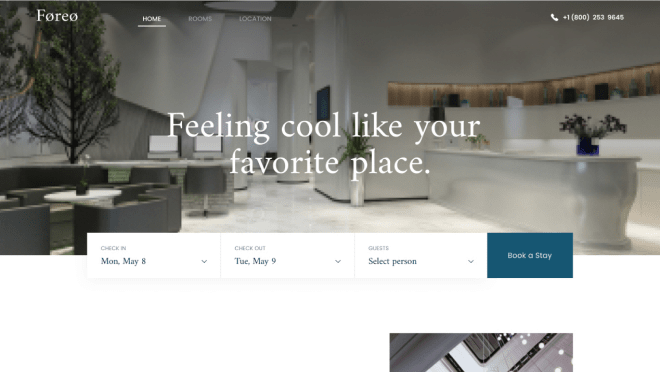 Føreø
HOME
ROOMS
LOCATION
+1 (800) 253 9645
Feeling cool like your
favorite place.
CHECK IN
CHECK OUT
GUESTS
Mon, May 8
Tue, May 9
Select person
Book a Stay